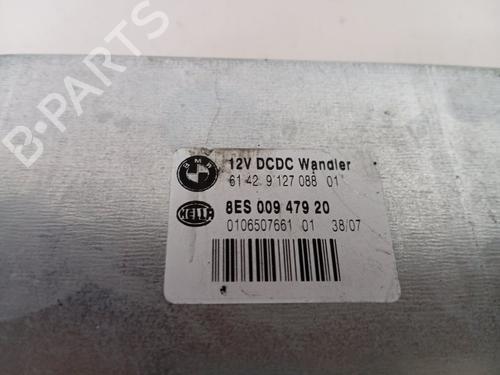 BMW
12V DCDC Wandler
61 42 9 127 088 01
HELLA
8ES 009 479 20
0106507661 01 38/07
B-PARTS